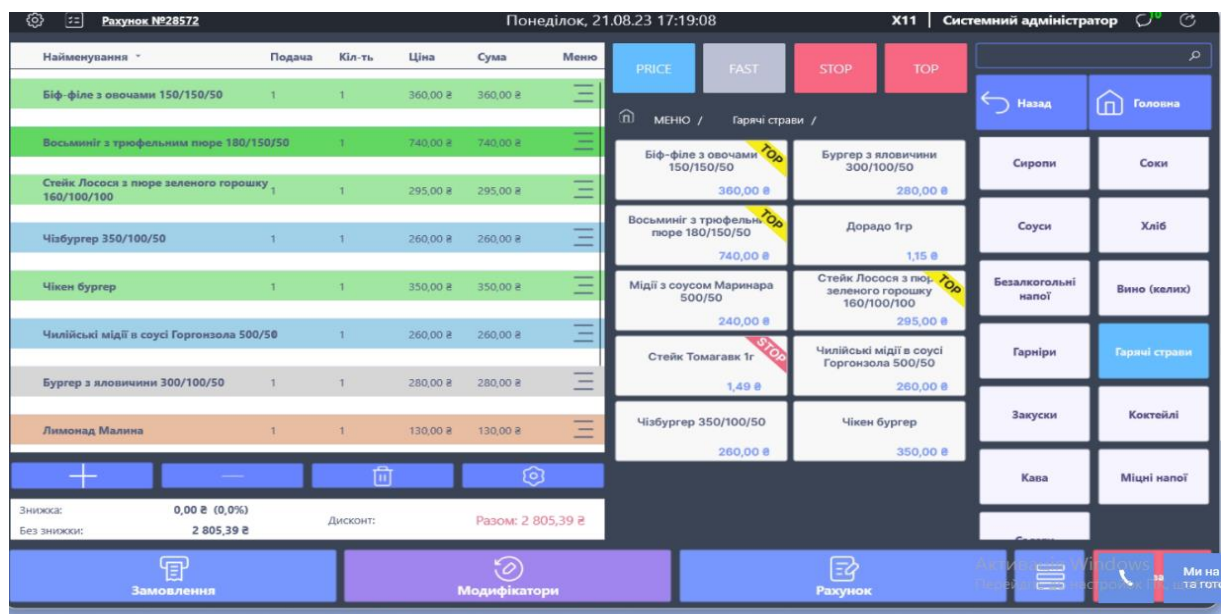 Рахунок №28572
Понеділок, 21.08.23 17:19:08
X11
Системний адміністратор
10
Найменування Подача Кіл-ть Ціна Сума Меню
Біф-філе з овочами 150/150/50 1 1 360,00 ₴ 360,00 ₴
Восьминіг з трюфельним пюре 180/150/50 1 740,00 ₴ 740,00 ₴
Стейк Лосося з пюре зеленого горошку
160/100/100 1 1 295,00 ₴ 295,00 ₴
Чізбургер 350/100/50 1 1 260,00 ₴ 260,00 ₴
Чікен бургер 1 1 350,00 ₴ 350,00 ₴
Чилійські мідії в соусі Горгонзола 500/50 1 260,00 ₴ 260,00 ₴
Бургер з яловичини 300/100/50 1 1 280,00 ₴ 280,00 ₴
Лимонад Малина 1 1 130,00 ₴ 130,00 ₴
Знижка: 0,00 ₴ (0,0%)
Без знижки: 2 805,39 ₴
Дисконт:
Разом: 2 805,39 ₴
PRICE FAST STOP TOP
МЕНЮ / Гарячі страви /
Біф-філе з овочами
150/150/50
TOP
360,00 ₴
Бургер з яловичини
300/100/50
280,00 ₴
Восьминіг з трюфельн
пюре 180/150/50
TOP
740,00 ₴
Дорадо 1гр
1,15 ₴
Мідії з соусом Маринара
500/50
240,00 ₴
Стейк Лосося з пюр
зеленого горошку
160/100/100
TOP
295,00 ₴
Стейк Томагавк 1г
STOP
1,49 ₴
Чилійські мідії в соусі
Горгонзола 500/50
260,00 ₴
Чізбургер 350/100/50
260,00 ₴
Чікен бургер
350,00 ₴
Назад
Головна
Сиропи
Соки
Соуси
Хліб
Безалкогольні
напої
Вино (келих)
Гарніри
Гарячі страви
Закуски
Коктейлі
Кава
Міцні напої
Замовлення
Модифікатори
Рахунок
Ми на
та гото